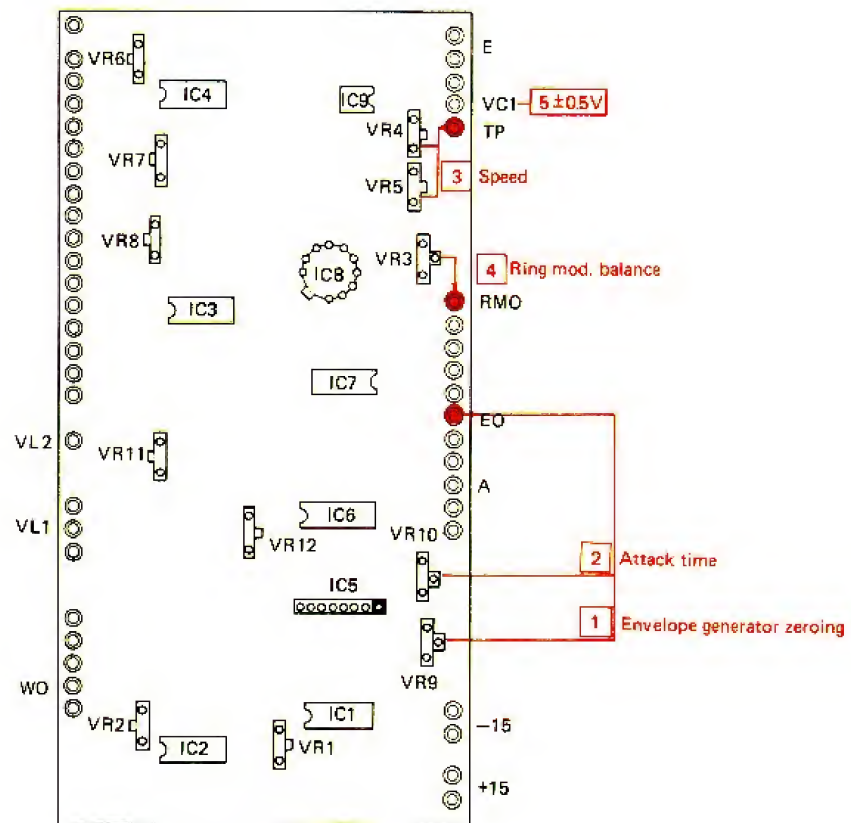 E
VR6
IC4
IC9
VC1
5±0.5V
VR4
TP
VR7
VR5
3 Speed
VR8
VR3
4 Ring mod. balance
IC8
IC3
RMO
IC7
EO
VL2
VR11
A
VL1
IC6
VR12
VR10
2 Attack time
IC5
1 Envelope generator zeroing
VR9
WO
VR2
IC1
-15
IC2
VR1
+15